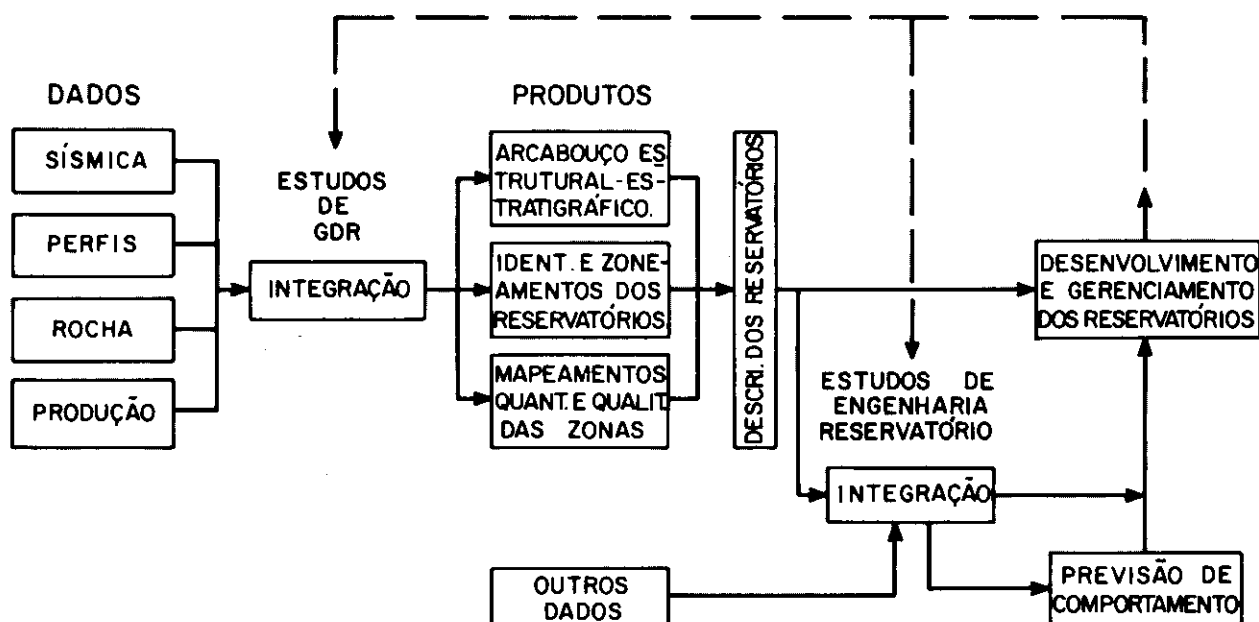 DADOS
SÍSMICA
PERFIS
ROCHA
PRODUÇÃO
ESTUDOS
DE
GDR
INTEGRAÇÃO
PRODUTOS
ARCABOUÇO ES
TRUTURAL-ES-
TRATIGRÁFICO.
IDENT. E ZONE-
AMENTOS DOS
RESERVATÓRIOS
MAPEAMENTOS
QUANT. E QUALIT.
DAS ZONAS
DESCRI. DOS RESERVATÓRIOS
ESTUDOS DE
ENGENHARIA
RESERVATÓRIO
INTEGRAÇÃO
OUTROS
DADOS
DESENVOLVIMENTO
E GERENCIAMENTO
DOS RESERVATÓRIOS
PREVISÃO DE
COMPORTAMENTO